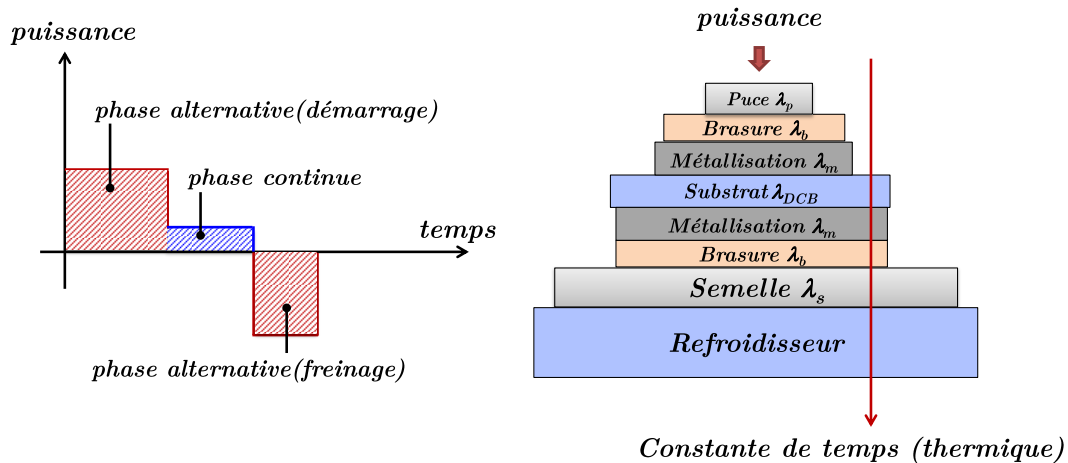 puissance
phase alternative(démarrage)
phase continue
temps
phase alternative(freinage)
puissance
Puce λp
Brasure λb
Métallisation λm
Substrat λDCB
Métallisation λm
Brasure λb
Semelle λs
Refroidisseur
Constante de temps (thermique)